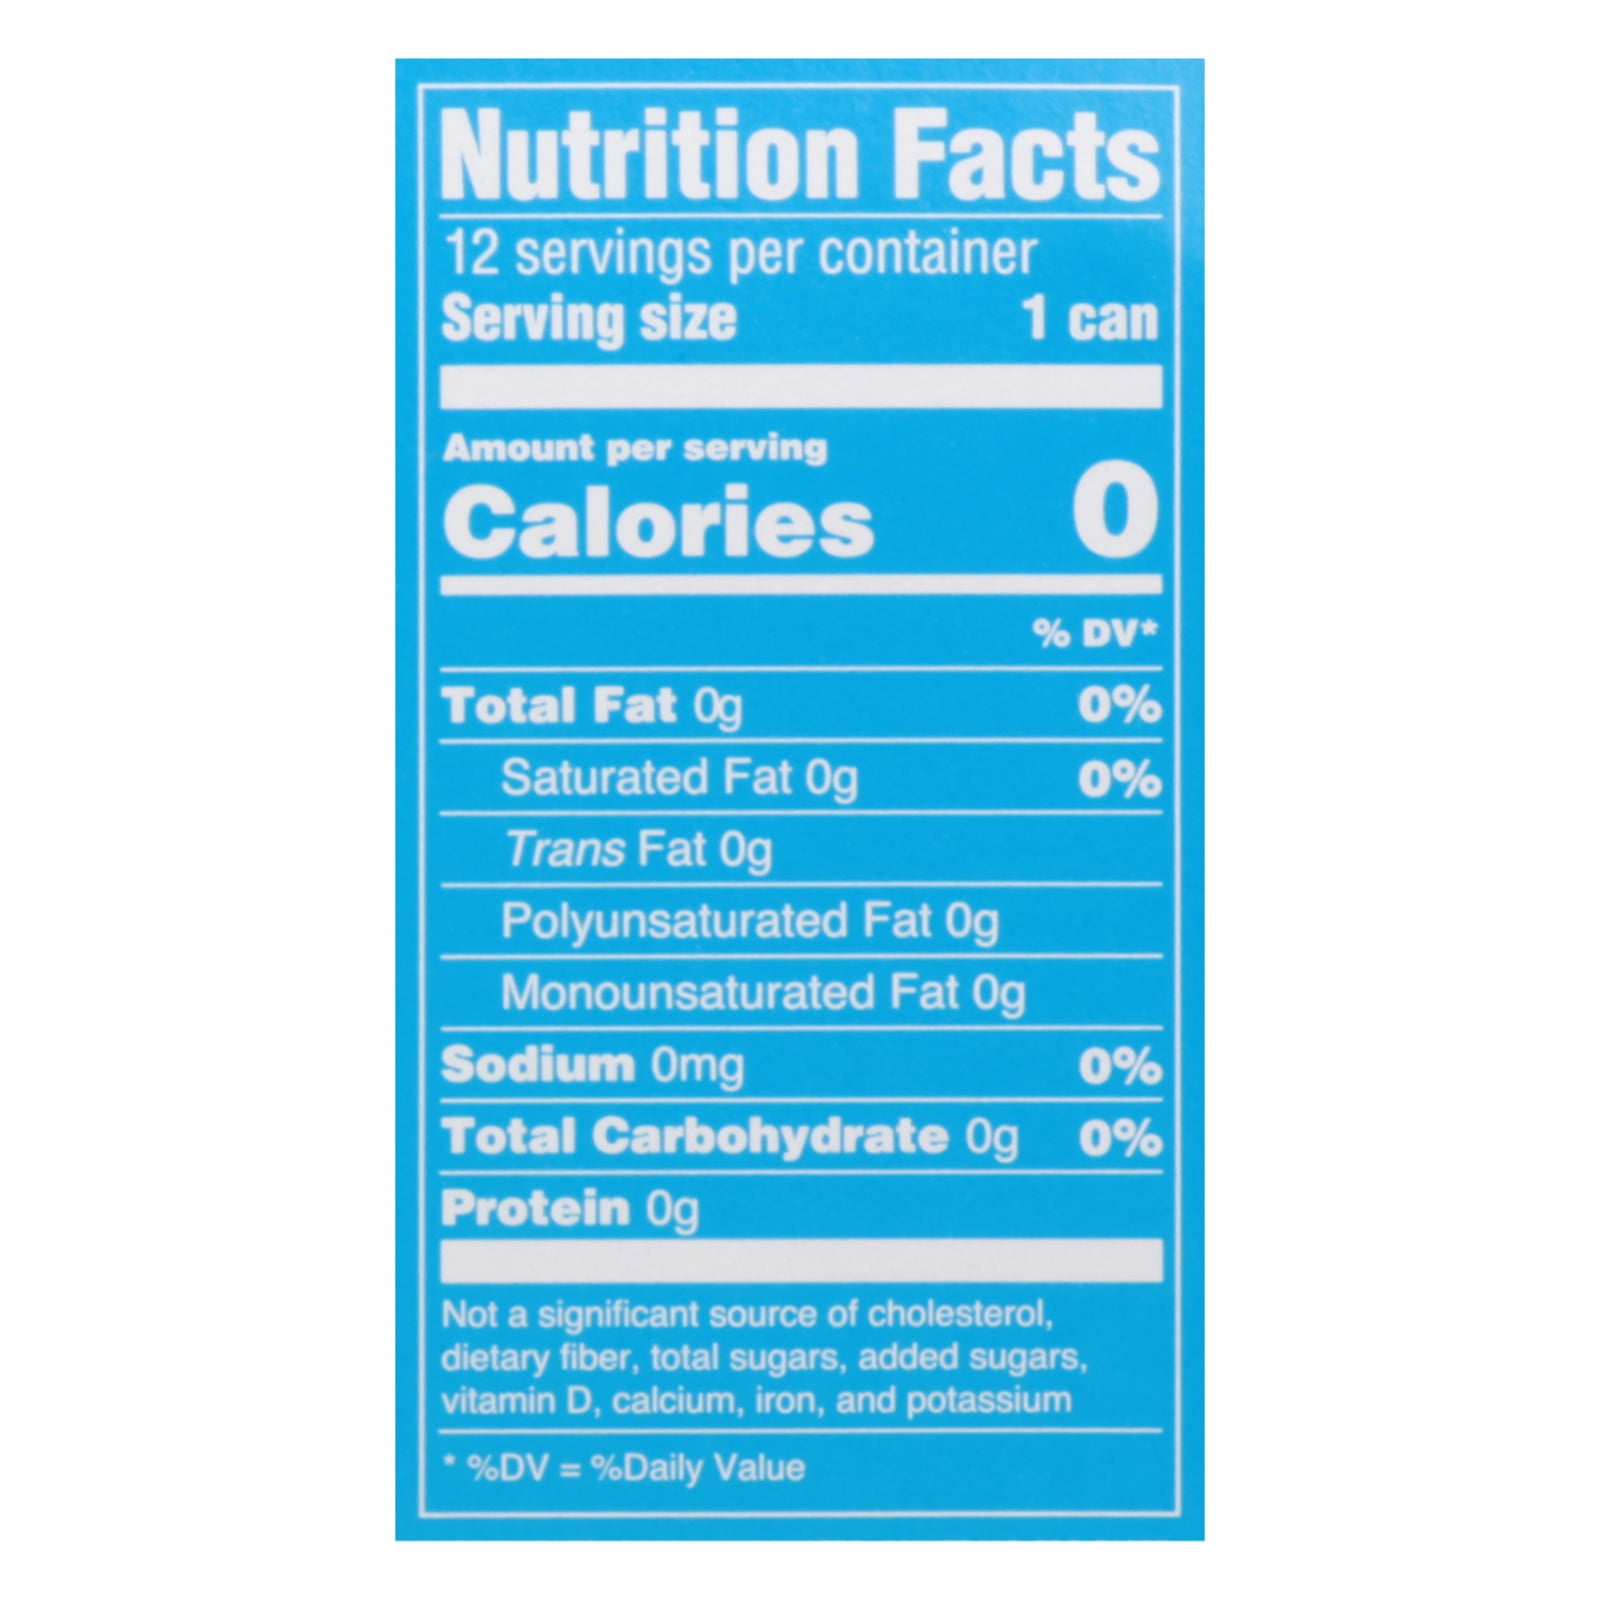 Nutrition Facts
12 servings per container
Serving size 1 can
Amount per serving
Calories 0
% DV*
Total Fat 0g 0%
Saturated Fat 0g 0%
Trans Fat 0g
Polyunsaturated Fat 0g
Monounsaturated Fat 0g
Sodium 0mg 0%
Total Carbohydrate 0g 0%
Protein 0g
Not a significant source of cholesterol,
dietary fiber, total sugars, added sugars,
vitamin D, calcium, iron, and potassium
* %DV = %Daily Value